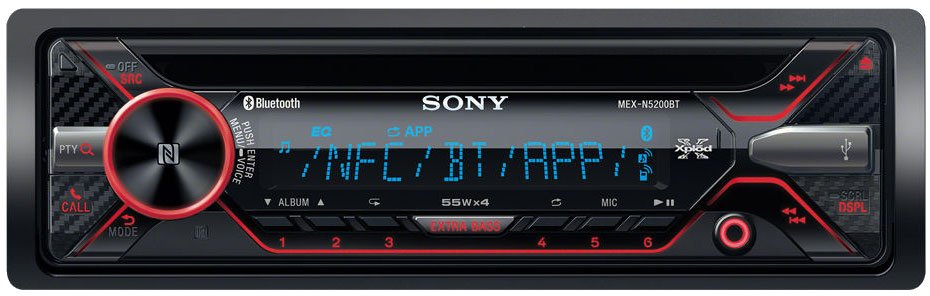 OFF
SRC
Bluetooth
SONY
MEX-N5200BT
PUSH ENTER
MENU VOICE
EQ
APP
/NFC/BT/APP/
Xplod
PTY
CALL
MODE
▼ ALBUM ▲
55W×4
MIC
SCRL
DSPL
EXTRA BASS
1 2 3 4 5 6